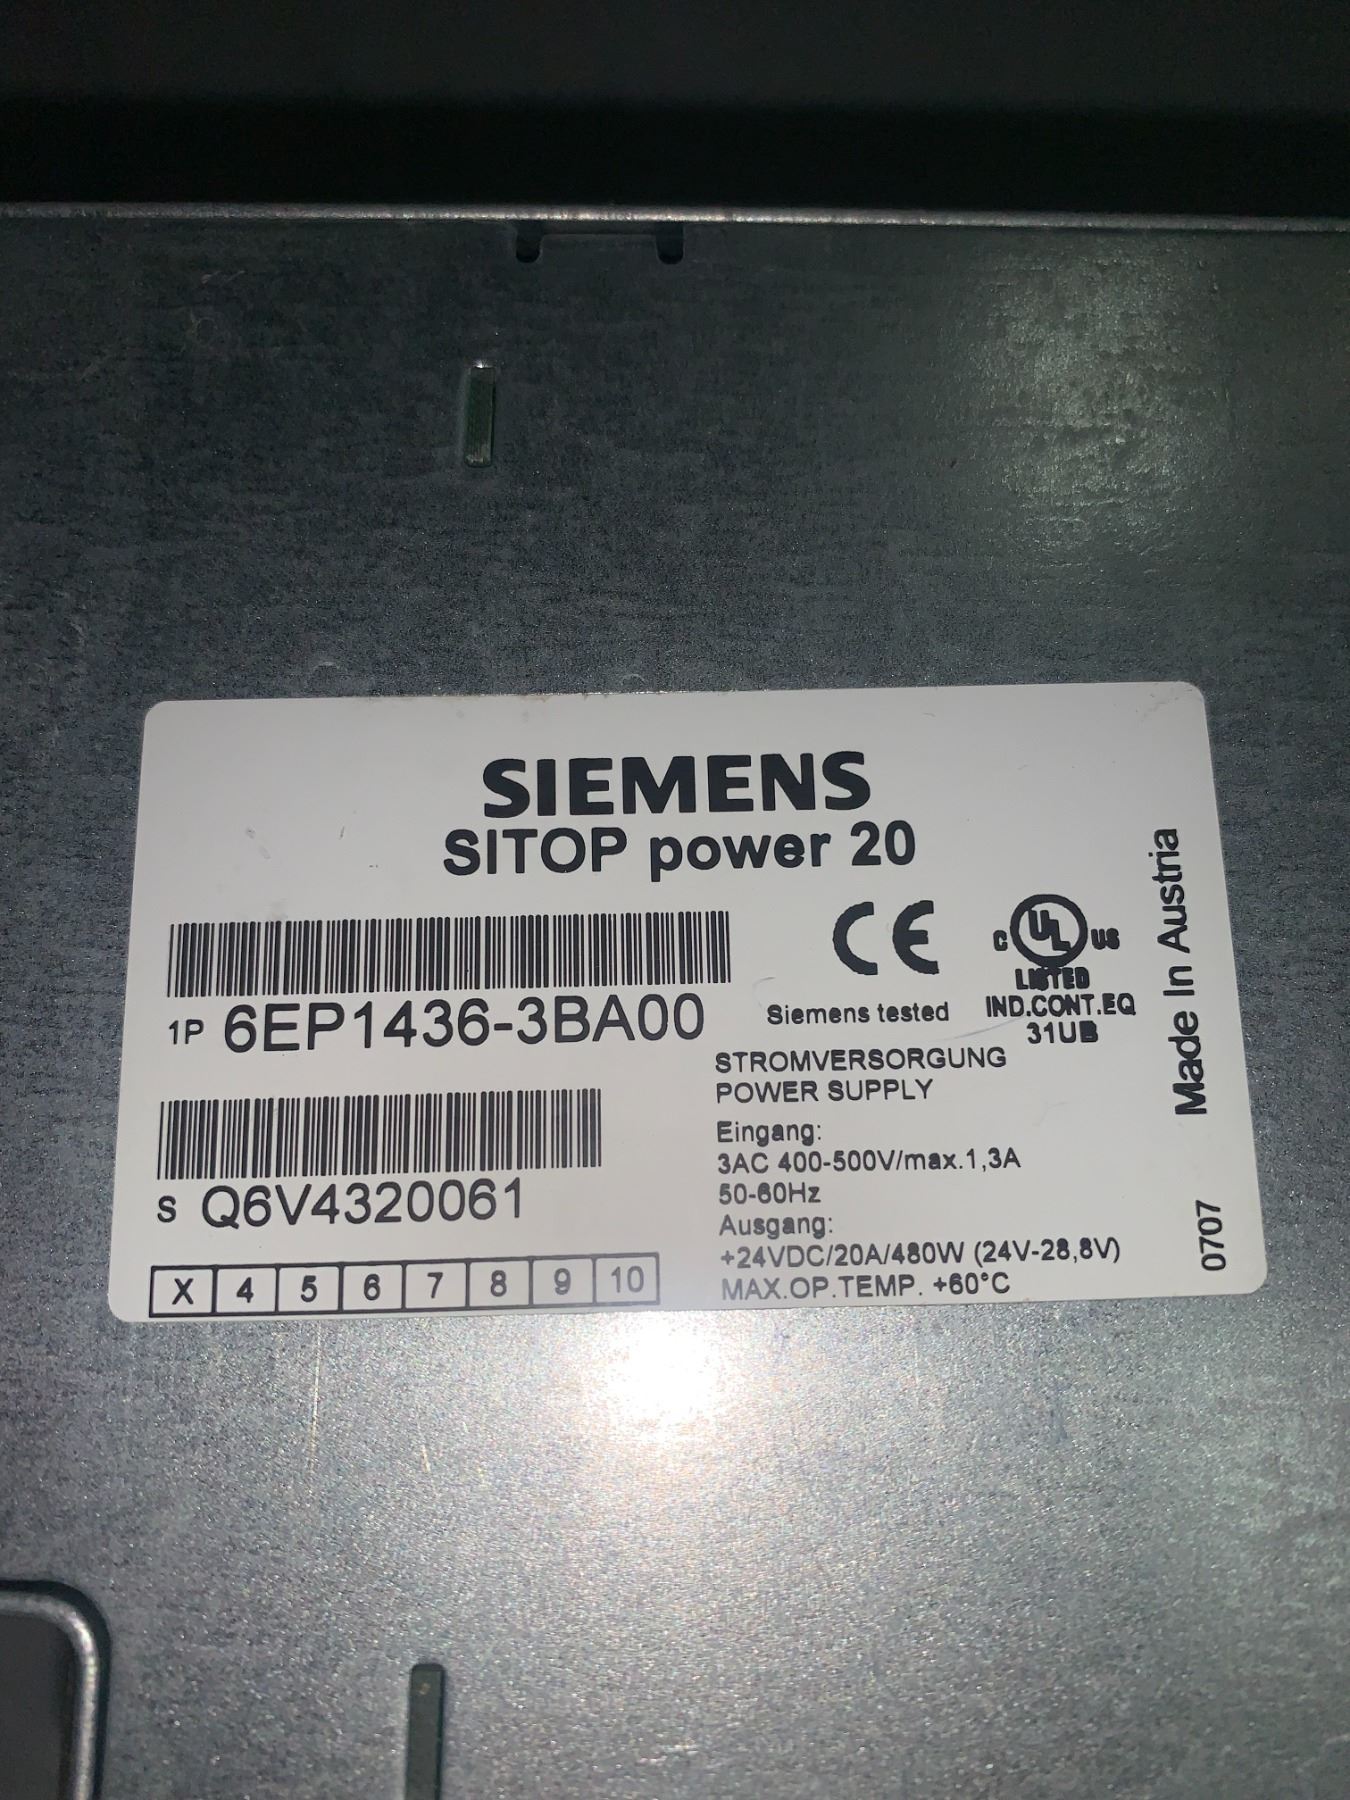 SIEMENS
SITOP power 20
1P 6EP1436-3BA00
S Q6V4320061
X 4 5 6 7 8 9 10
CE
Siemens tested
C UL US
LISTED
IND.CONT.EQ
31UB
STROMVERSORGUNG
POWER SUPPLY
Eingang:
3AC 400-500V/max.1,3A
50-60Hz
Ausgang:
+24VDC/20A/480W (24V-28,8V)
MAX.OP.TEMP. +60°C
Made In Austria
0707